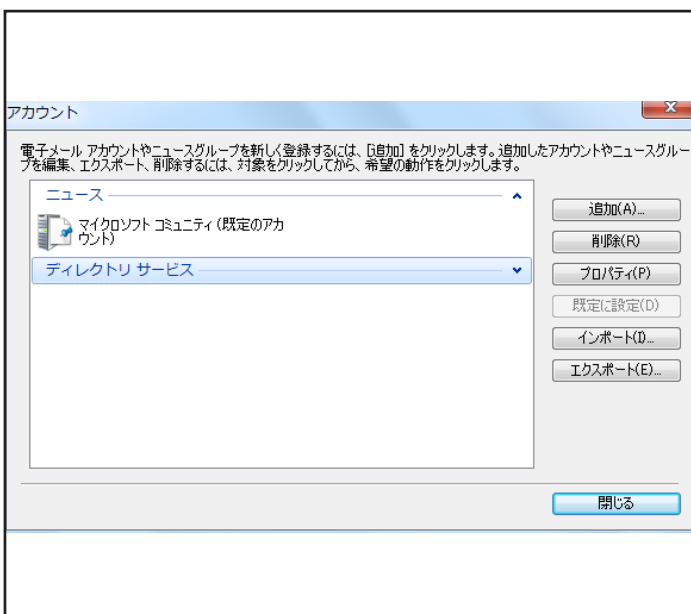 アカウント
電子メール アカウントやニュースグループを新しく登録するには、[追加] をクリックします。追加したアカウントやニュースグルー
プを編集、エクスポート、削除するには、対象をクリックしてから、希望の動作をクリックします。
ニュース
マイクロソフト コミュニティ (既定のアカ
ウント)
ディレクトリ サービス
追加(A)...
削除(R)
プロパティ(P)
既定に設定(D)
インポート(I)...
エクスポート(E)...
閉じる